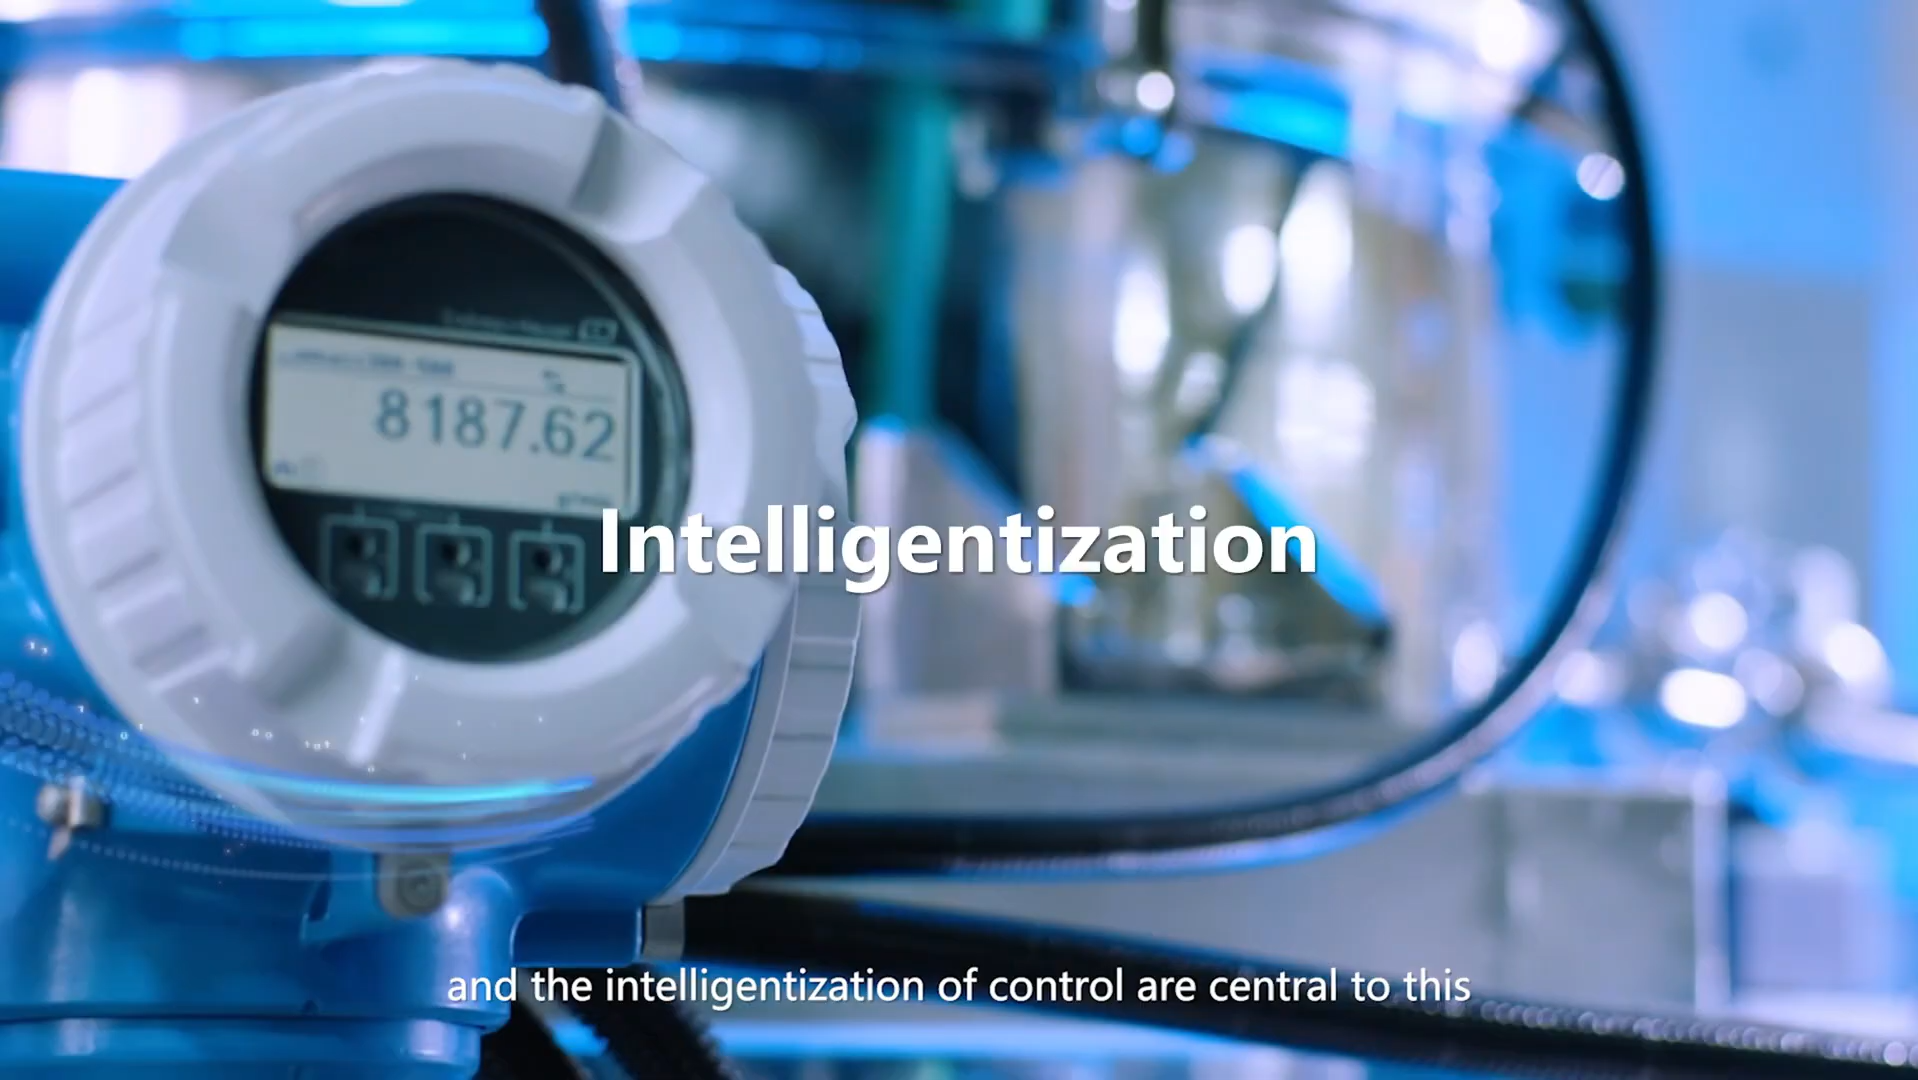 8187.62
Intelligentization
and the intelligentization of control are central to this